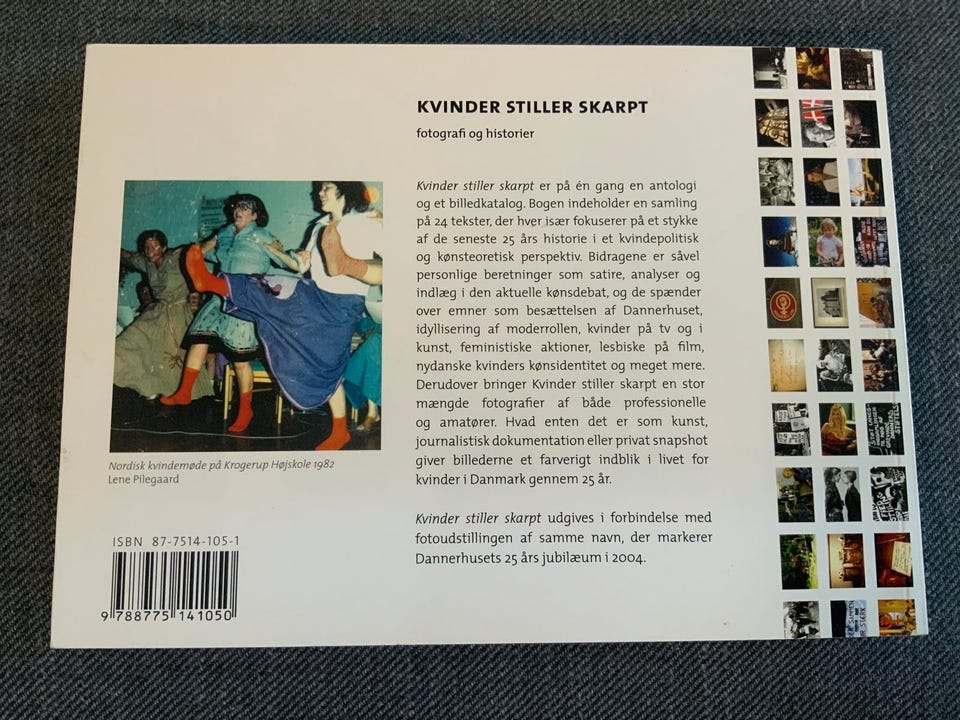 KVINDER STILLER SKARPT
fotografi og historier
Kvinder stiller skarpt er på én gang en antologi
og et billedkatalog. Bogen indeholder en samling
på 24 tekster, der hver især fokuserer på et stykke
af de seneste 25 års historie i et kvindepolitisk
og kønsteoretisk perspektiv. Bidragene er såvel
personlige beretninger som satire, analyser og
indlæg i den aktuelle kønsdebat, og de spænder
over emner som besættelsen af Dannerhuset,
idyllisering af moderrollen, kvinder på tv og i
kunst, feministiske aktioner, lesbiske på film,
nydanske kvinders kønsidentitet og meget mere.
Derudover bringer Kvinder stiller skarpt en stor
mængde fotografier af både professionelle
og amatører. Hvad enten det er som kunst,
journalistisk dokumentation eller privat snapshot
giver billederne et farverigt indblik i livet for
kvinder i Danmark gennem 25 år.
Kvinder stiller skarpt udgives i forbindelse med
fotoudstillingen af samme navn, der markerer
Dannerhusets 25 års jubilæum i 2004.
Nordisk kvindemøde på Krogerup Højskole 1982
Lene Pilegaard
ISBN 87-7514-105-1
9 788775 141050